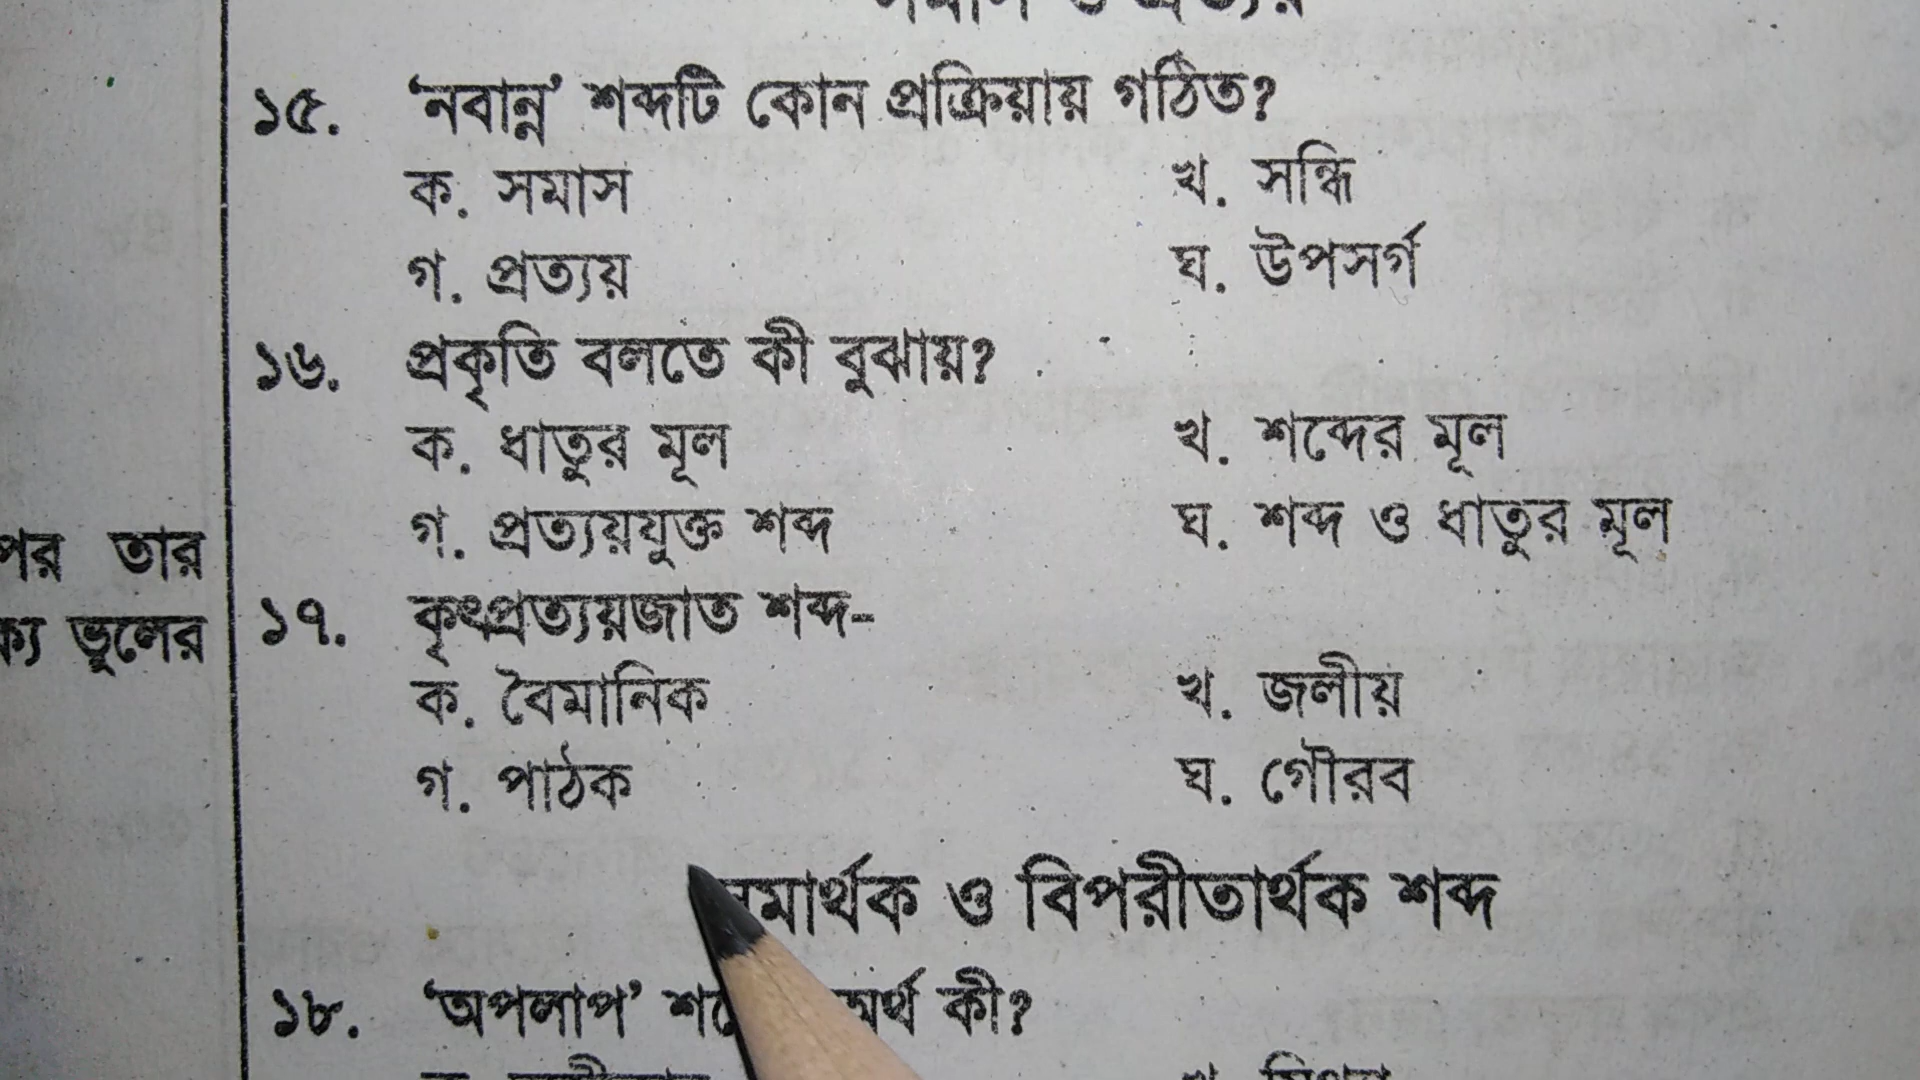 ১৫. ‘নবান্ন’ শব্দটি কোন প্রক্রিয়ায় গঠিত?
ক. সমাস খ. সন্ধি
গ. প্রত্যয় ঘ. উপসর্গ
১৬. প্রকৃতি বলতে কী বুঝায়?
ক. ধাতুর মূল খ. শব্দের মূল
গ. প্রত্যয়যুক্ত শব্দ ঘ. শব্দ ও ধাতুর মূল
পর তার
ভুলের
১৭. কৃৎপ্রত্যয়জাত শব্দ-
ক. বৈমানিক খ. জলীয়
গ. পাঠক ঘ. গৌরব
সমার্থক ও বিপরীতার্থক শব্দ
১৮. ‘অপলাপ’ অর্থ কী?